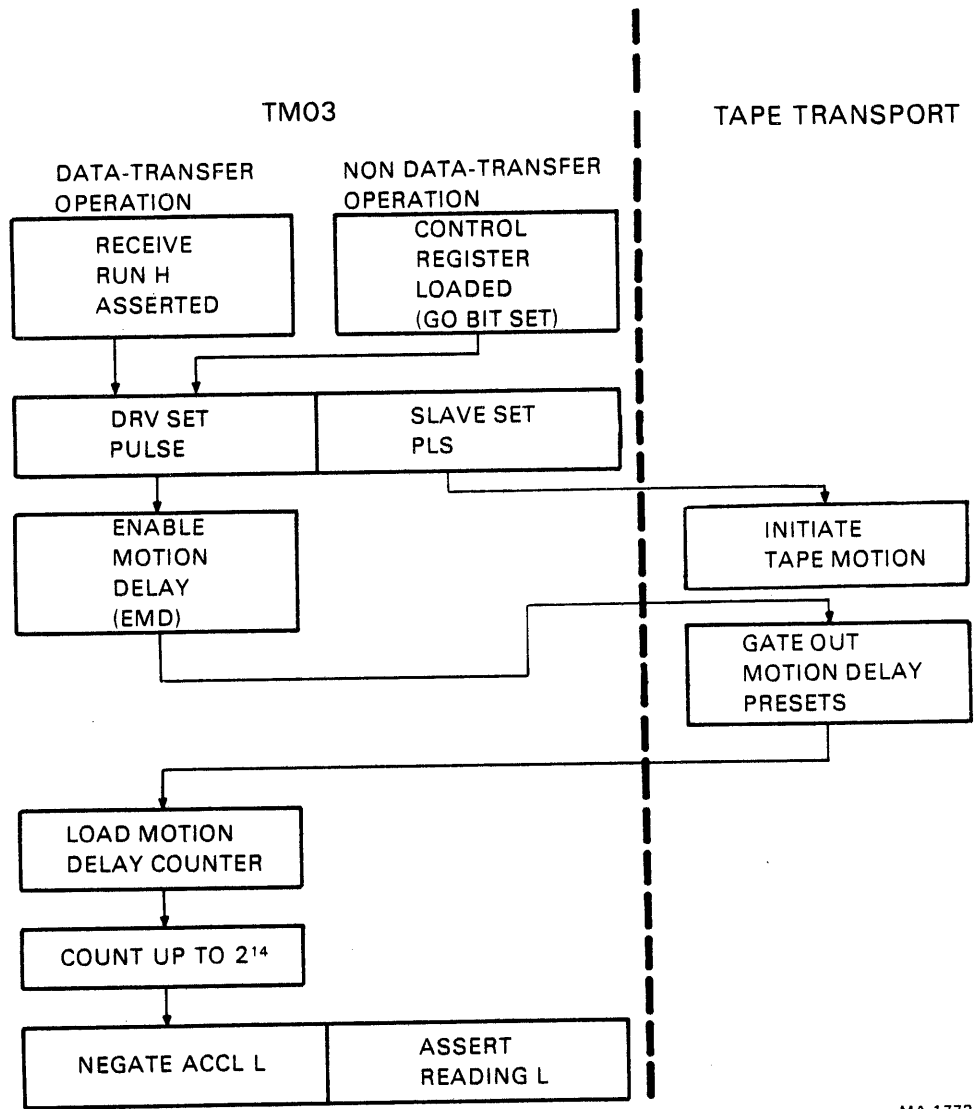 TM03
TAPE TRANSPORT
DATA-TRANSFER
OPERATION
NON DATA-TRANSFER
OPERATION
RECEIVE
RUN H
ASSERTED
CONTROL
REGISTER
LOADED
(GO BIT SET)
DRV SET
PULSE
SLAVE SET
PLS
ENABLE
MOTION
DELAY
(EMD)
INITIATE
TAPE MOTION
GATE OUT
MOTION DELAY
PRESETS
LOAD MOTION
DELAY COUNTER
COUNT UP TO 2¹⁴
NEGATE ACCL L
ASSERT
READING L
MA-1772